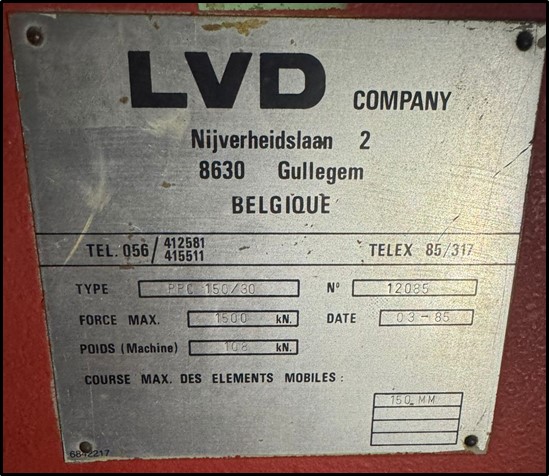 LVD COMPANY
Nijverheidslaan 2
8630 Gullegem
BELGIQUE
TEL. 056/ 412581
415511
TELEX 85/317
TYPE PPC 150/30 Nº 12085
FORCE MAX. 1500 kN. DATE 03-85
POIDS (Machine) 108 kN.
COURSE MAX. DES ELEMENTS MOBILES :
150 MM
6842217